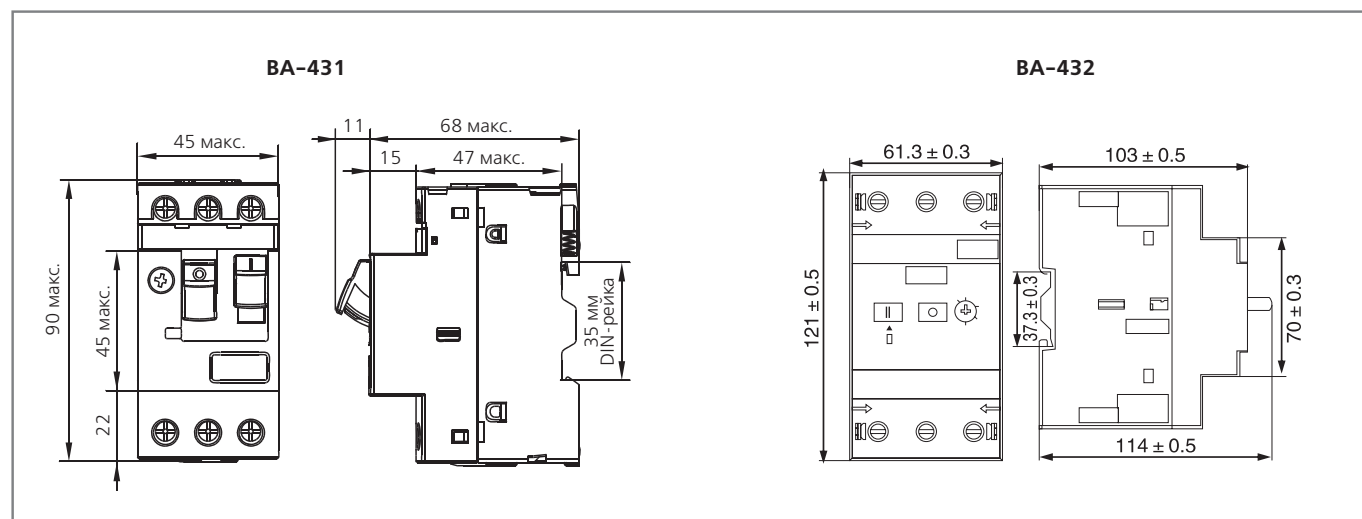 ВА-431
ВА-432
45 макс.
11
68 макс.
15
47 макс.
90 макс.
45 макс.
22
35 мм
DIN-рейка
61.3 ± 0.3
103 ± 0.5
121 ± 0.5
37.3 ± 0.3
70 ± 0.3
114 ± 0.5